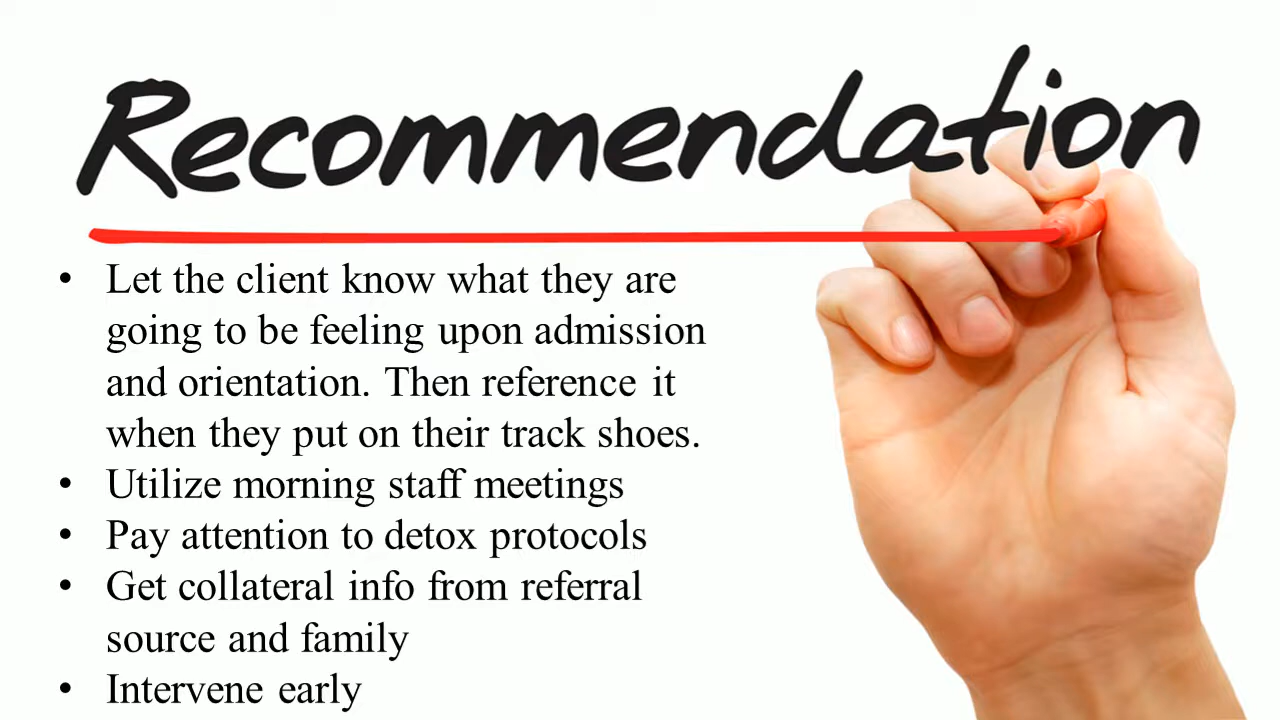 Recommendation
• Let the client know what they are
going to be feeling upon admission
and orientation. Then reference it
when they put on their track shoes.
• Utilize morning staff meetings
• Pay attention to detox protocols
• Get collateral info from referral
source and family
• Intervene early